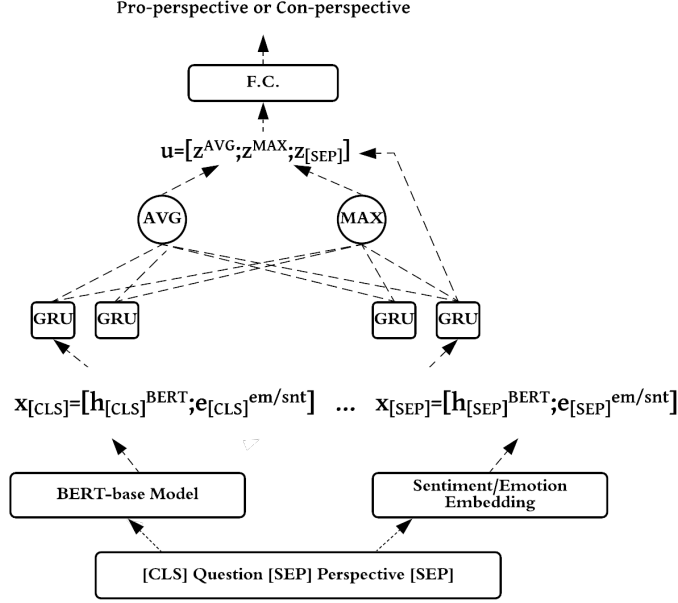 Pro-perspective or Con-perspective
F.C.
u=[z^AVG;z^MAX;z_[SEP]]
AVG MAX
GRU GRU GRU GRU
x_[CLS]=[h_[CLS]^BERT;e_[CLS]^em/snt] ... x_[SEP]=[h_[SEP]^BERT;e_[SEP]^em/snt]
BERT-base Model
Sentiment/Emotion
Embedding
[CLS] Question [SEP] Perspective [SEP]